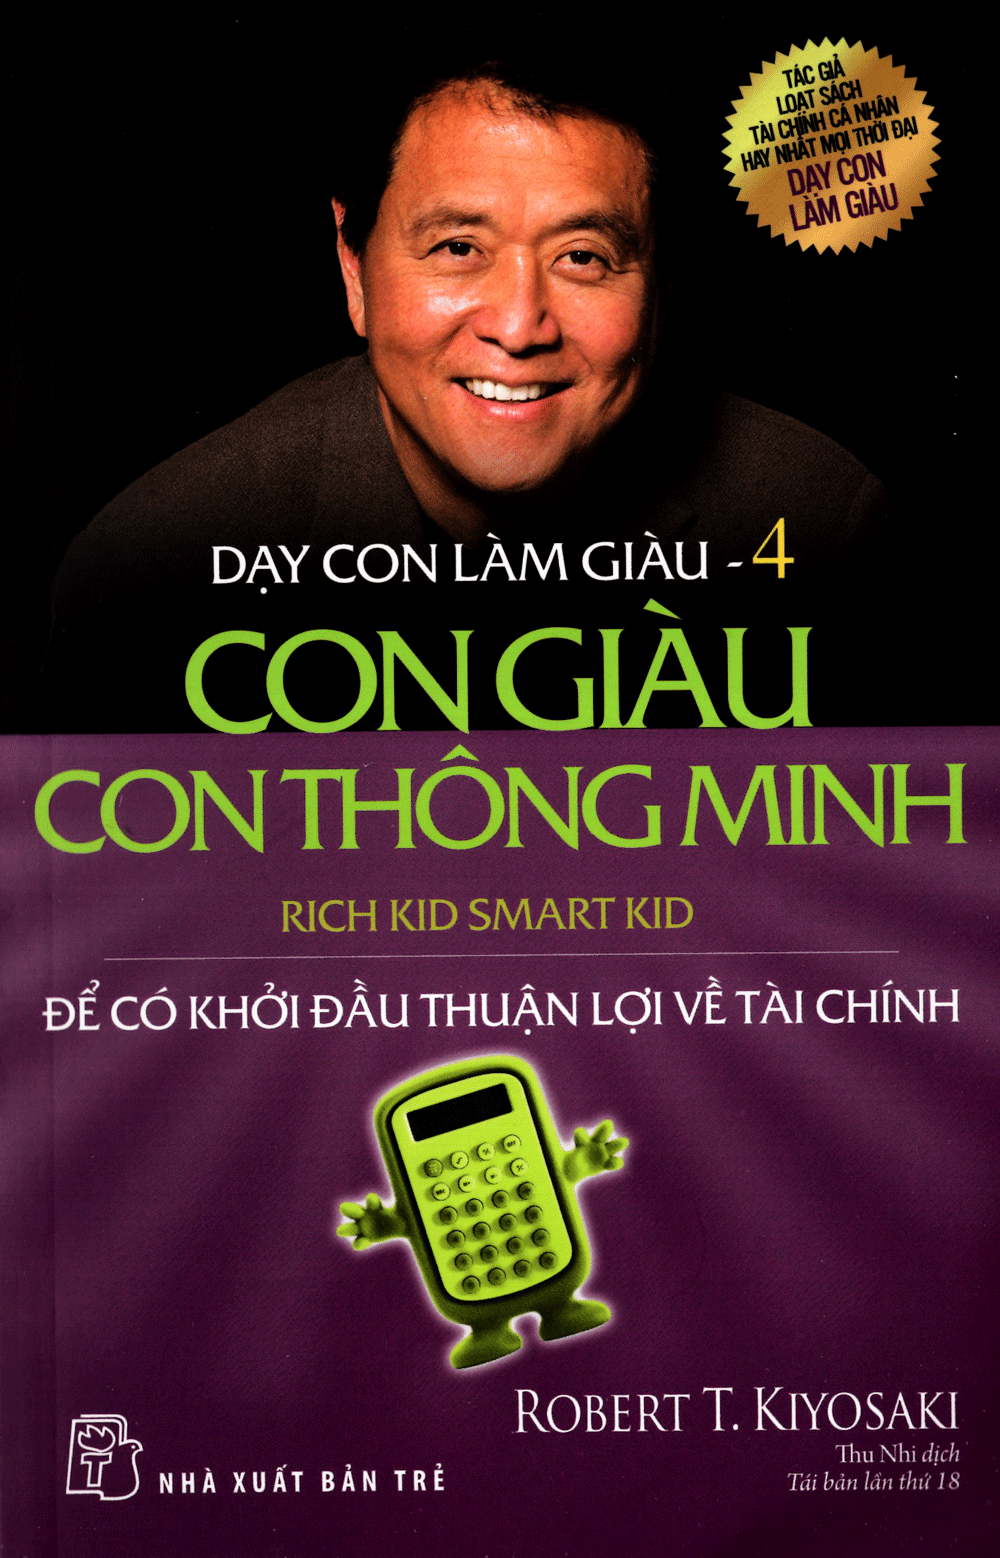 TÁC GIẢ
LOẠT SÁCH
TÀI CHÍNH CÁ NHÂN
HAY NHẤT MỌI THỜI ĐẠI
DẠY CON
LÀM GIÀU
DẠY CON LÀM GIÀU - 4
CON GIÀU
CON THÔNG MINH
RICH KID SMART KID
ĐỂ CÓ KHỞI ĐẦU THUẬN LỢI VỀ TÀI CHÍNH
ROBERT T. KIYOSAKI
Thu Nhi dịch
Tái bản lần thứ 18
T
NHÀ XUẤT BẢN TRẺ